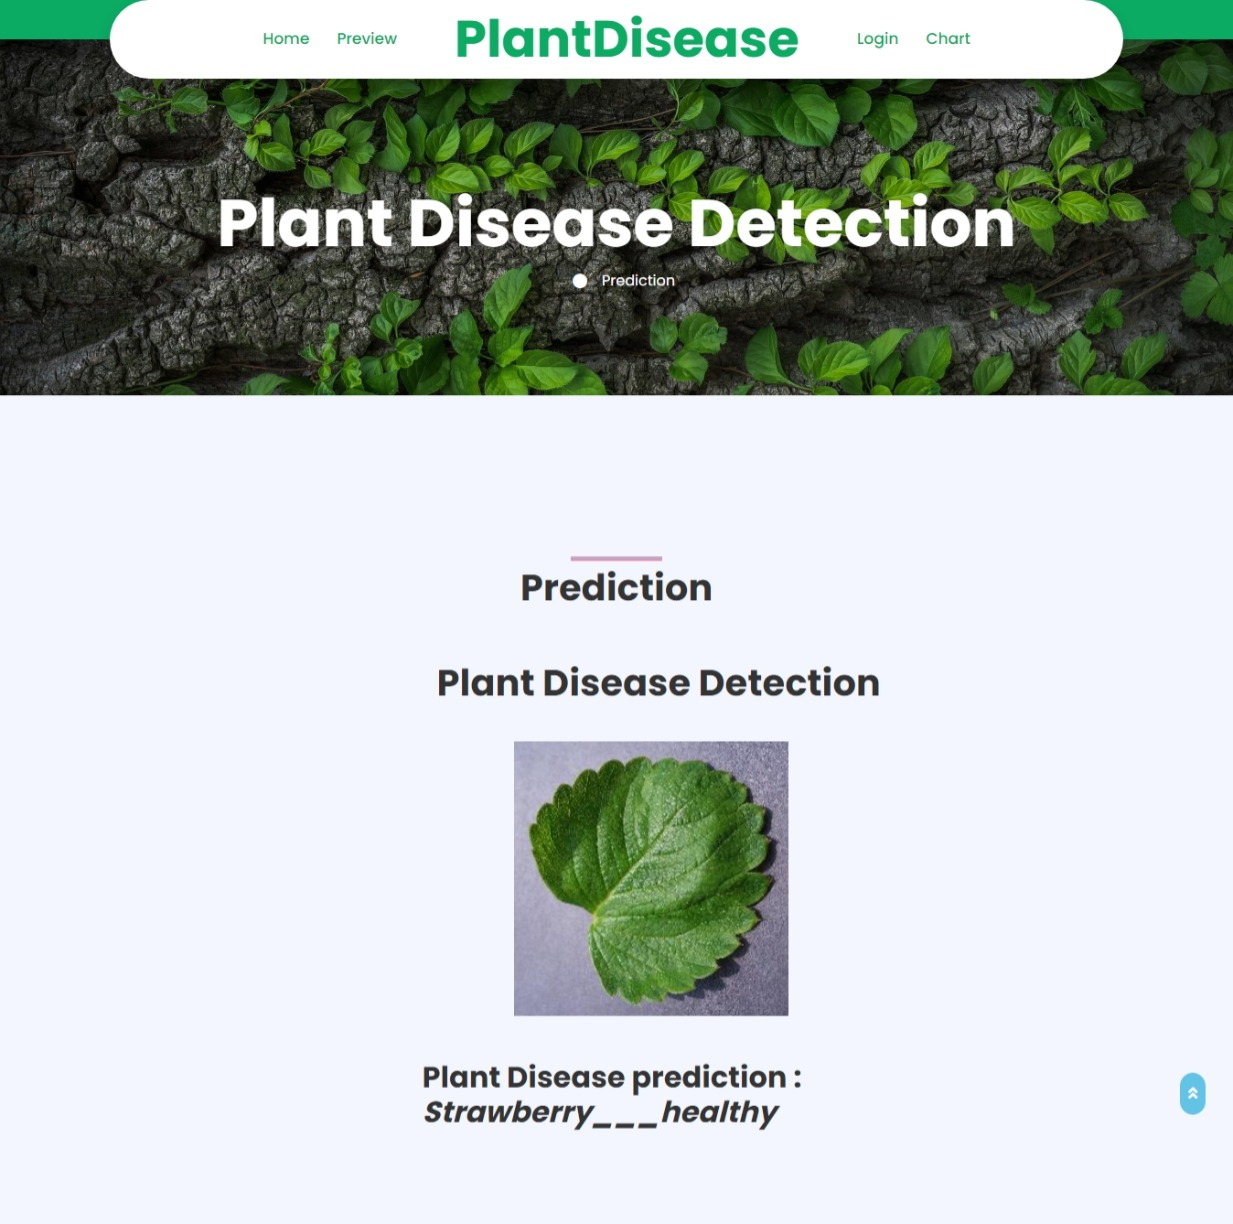 Home Preview PlantDisease Login Chart
Plant Disease Detection
Prediction
Prediction
Plant Disease Detection
Plant Disease prediction :
Strawberry___healthy